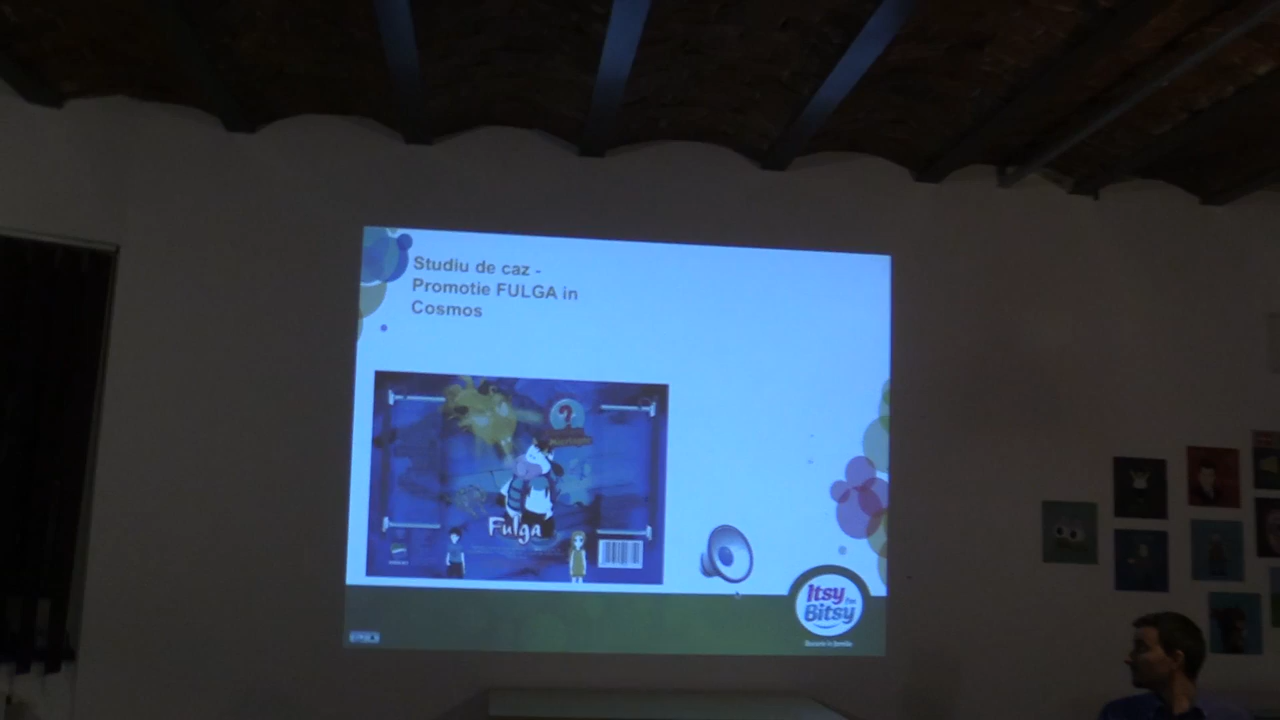 Studiu de caz -
Promotie FULGA in
Cosmos
Fulga
Itsy
Bitsy